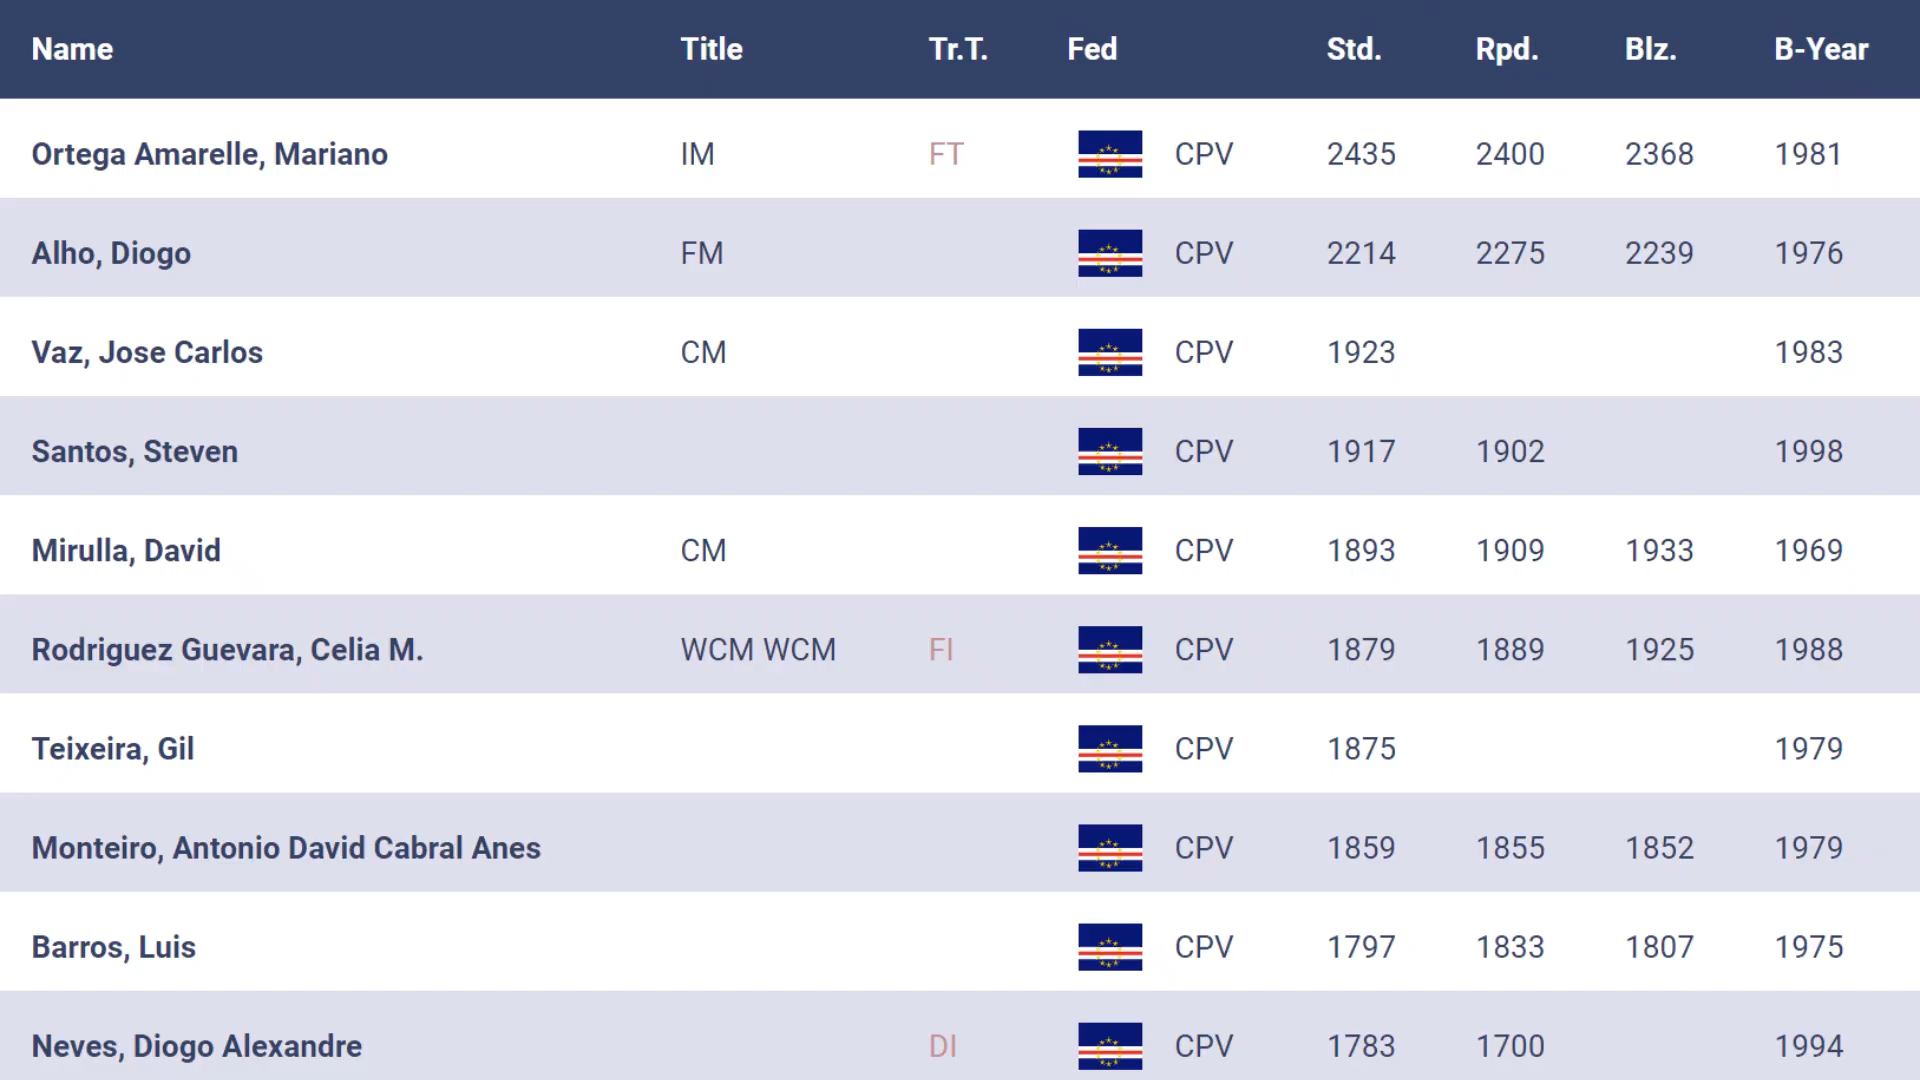 Name Title Tr.T. Fed Std. Rpd. Blz. B-Year
Ortega Amarelle, Mariano IM FT CPV 2435 2400 2368 1981
Alho, Diogo FM CPV 2214 2275 2239 1976
Vaz, Jose Carlos CM CPV 1923 1983
Santos, Steven CPV 1917 1902 1998
Mirulla, David CM CPV 1893 1909 1933 1969
Rodriguez Guevara, Celia M. WCM WCM FI CPV 1879 1889 1925 1988
Teixeira, Gil CPV 1875 1979
Monteiro, Antonio David Cabral Anes CPV 1859 1855 1852 1979
Barros, Luis CPV 1797 1833 1807 1975
Neves, Diogo Alexandre DI CPV 1783 1700 1994